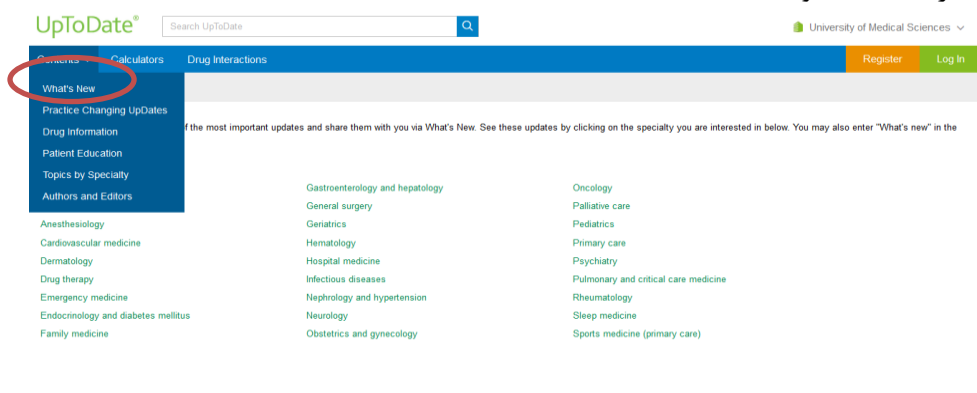 UpToDate®
Search UpToDate
University of Medical Sciences
Contents
Calculators
Drug Interactions
Register
Log In
What's New
Practice Changing UpDates
Drug Information
Patient Education
Topics by Specialty
Authors and Editors
f the most important updates and share them with you via What's New. See these updates by clicking on the specialty you are interested in below. You may also enter "What's new" in the
Anesthesiology
Cardiovascular medicine
Dermatology
Drug therapy
Emergency medicine
Endocrinology and diabetes mellitus
Family medicine
Gastroenterology and hepatology
General surgery
Geriatrics
Hematology
Hospital medicine
Infectious diseases
Nephrology and hypertension
Neurology
Obstetrics and gynecology
Oncology
Palliative care
Pediatrics
Primary care
Psychiatry
Pulmonary and critical care medicine
Rheumatology
Sleep medicine
Sports medicine (primary care)